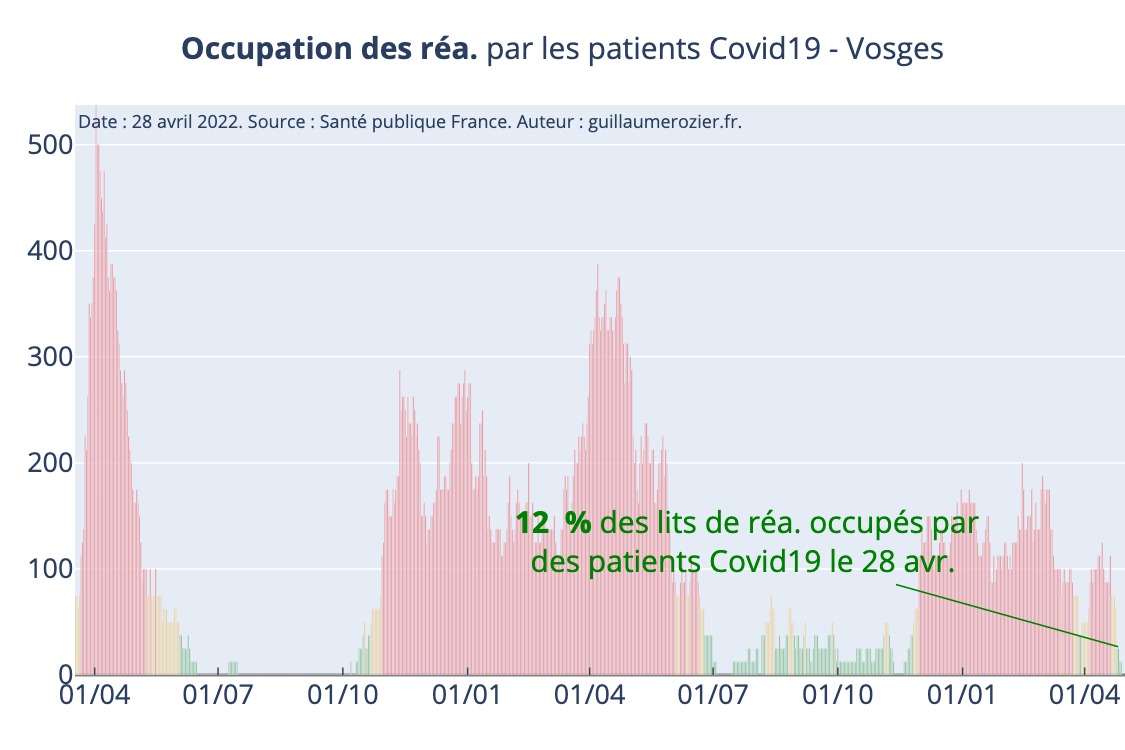 Occupation des réa. par les patients Covid19 - Vosges
Date : 28 avril 2022. Source : Santé publique France. Auteur : guillaumerozier.fr.
500
400
300
200
12  % des lits de réa. occupés par
des patients Covid19 le 28 avr.
100
0
01/04 01/07 01/10 01/01 01/04 01/07 01/10 01/01 01/04